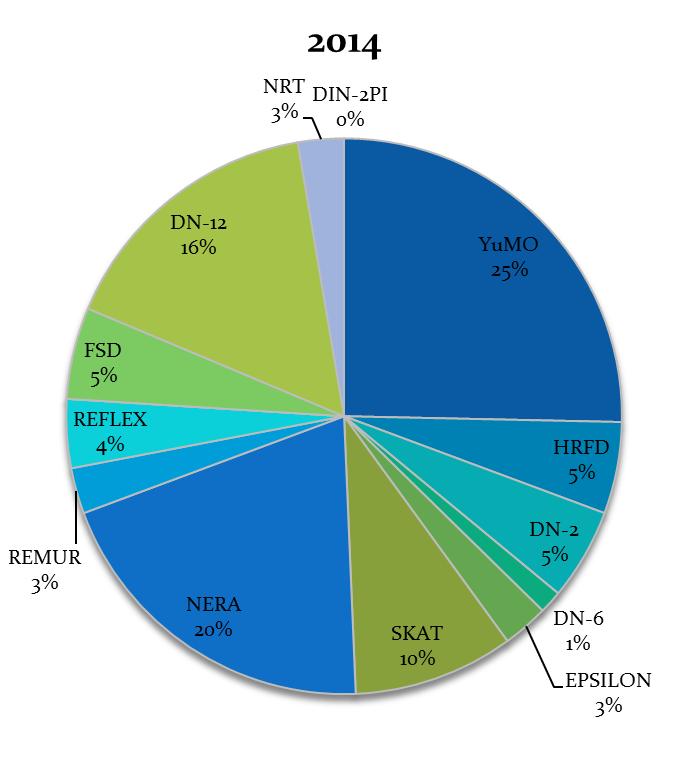 2014
NRT
3%
DIN-2PI
0%
YuMO
25%
HRFD
5%
DN-2
5%
DN-6
1%
EPSILON
3%
SKAT
10%
NERA
20%
REMUR
3%
REFLEX
4%
FSD
5%
DN-12
16%